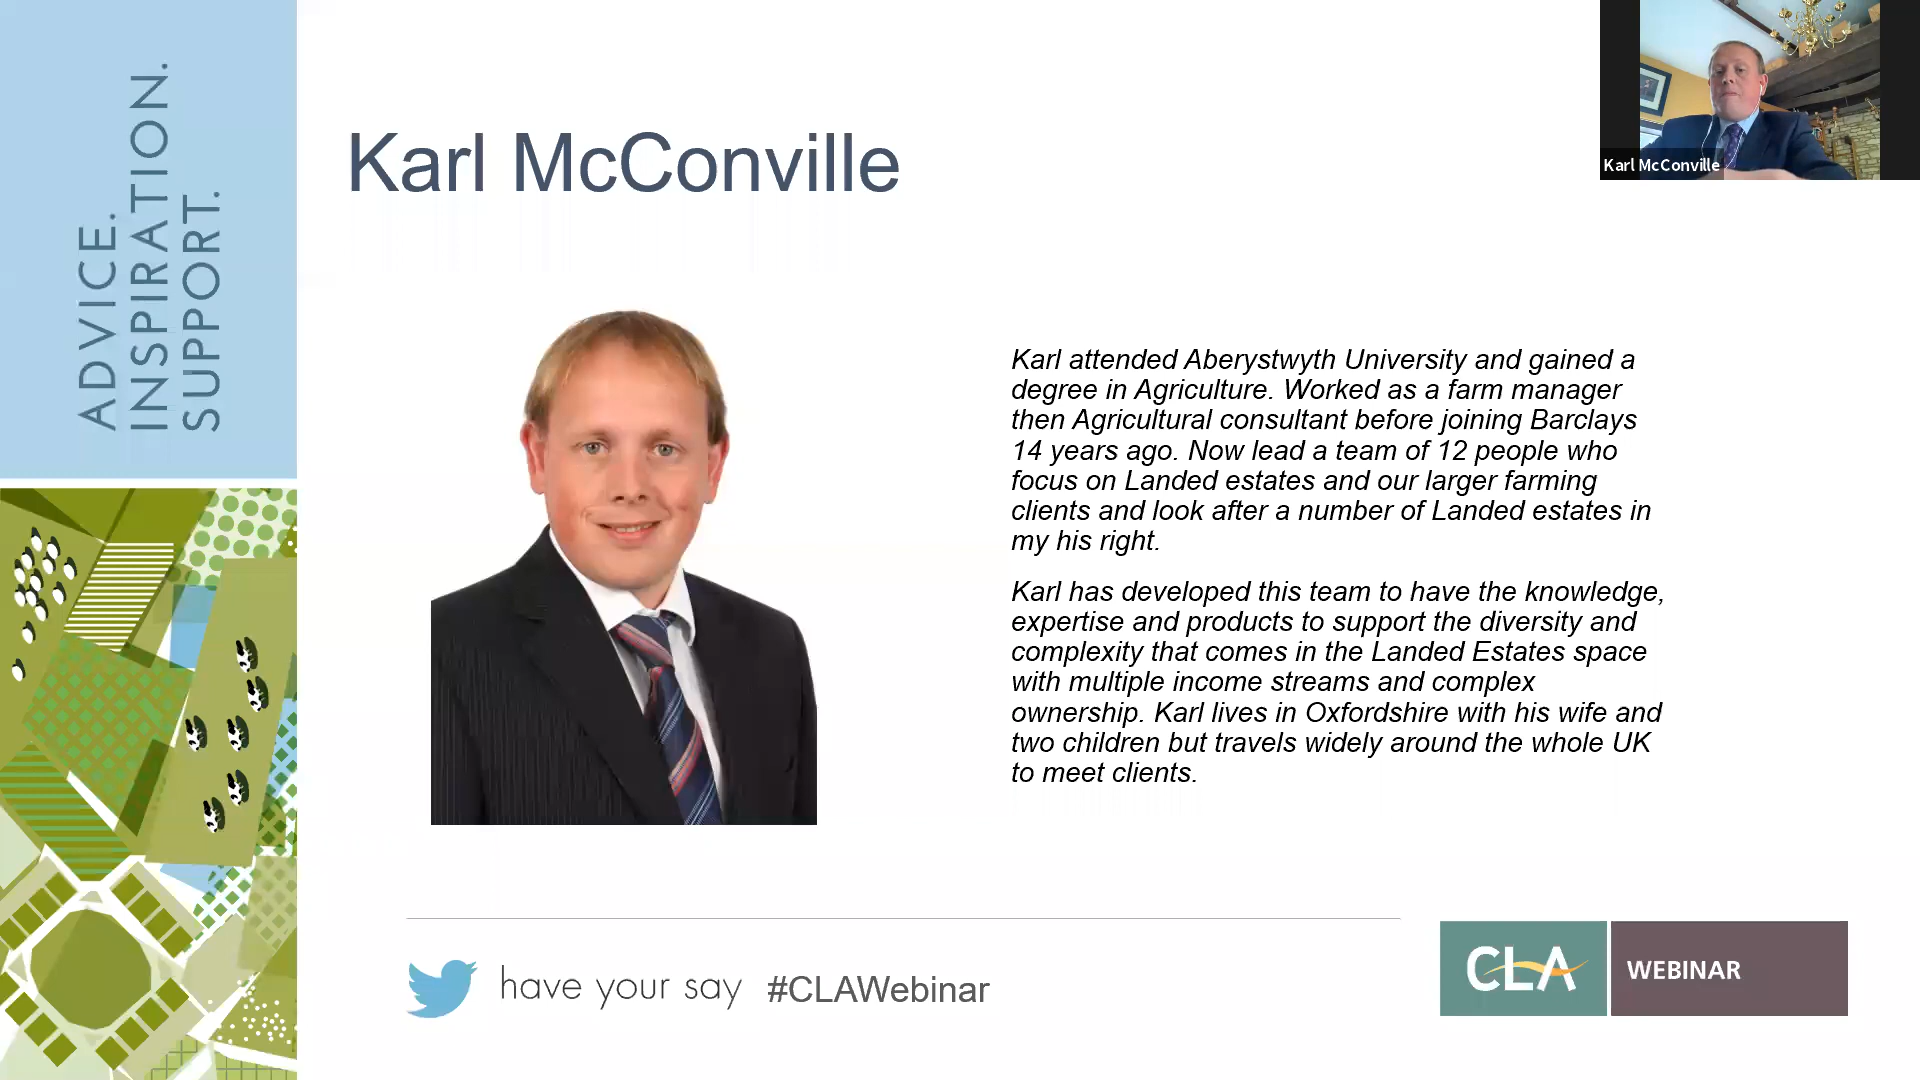 ADVICE.
INSPIRATION.
SUPPORT.
Karl McConville
Karl McConville
Karl attended Aberystwyth University and gained a
degree in Agriculture. Worked as a farm manager
then Agricultural consultant before joining Barclays
14 years ago. Now lead a team of 12 people who
focus on Landed estates and our larger farming
clients and look after a number of Landed estates in
my his right.
Karl has developed this team to have the knowledge,
expertise and products to support the diversity and
complexity that comes in the Landed Estates space
with multiple income streams and complex
ownership. Karl lives in Oxfordshire with his wife and
two children but travels widely around the whole UK
to meet clients.
have your say #CLAWebinar
CLA WEBINAR